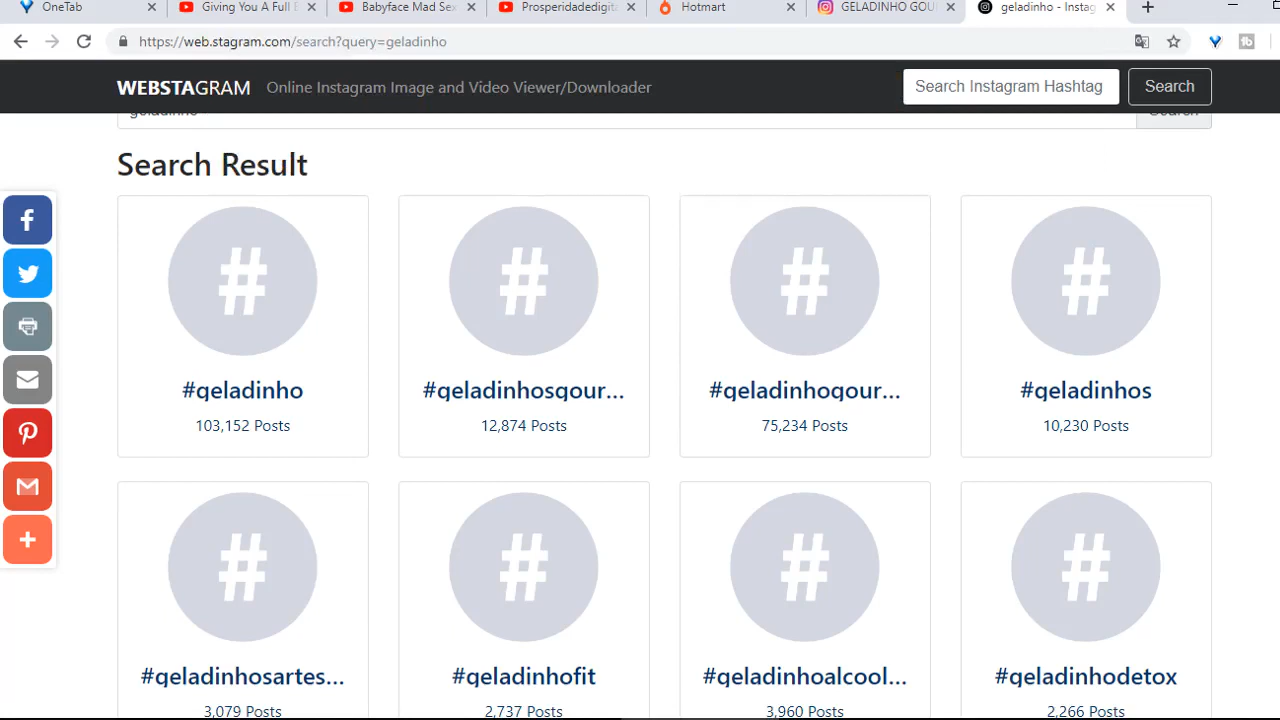 OneTab
Giving You A Full E
Babyface Mad Sex
Prosperidadedigita
Hotmart
GELADINHO GOU
geladinho - Instag
https://web.stagram.com/search?query=geladinho
WEBSTAGRAM
Online Instagram Image and Video Viewer/Downloader
Search Instagram Hashtag
Search
geladinho
Search
Search Result
#geladinho
103,152 Posts
#geladinhosgour...
12,874 Posts
#geladinhogour...
75,234 Posts
#geladinhos
10,230 Posts
#geladinhosartes...
3,079 Posts
#geladinhofit
2,737 Posts
#geladinhoalcool...
3,960 Posts
#geladinhodetox
2,266 Posts